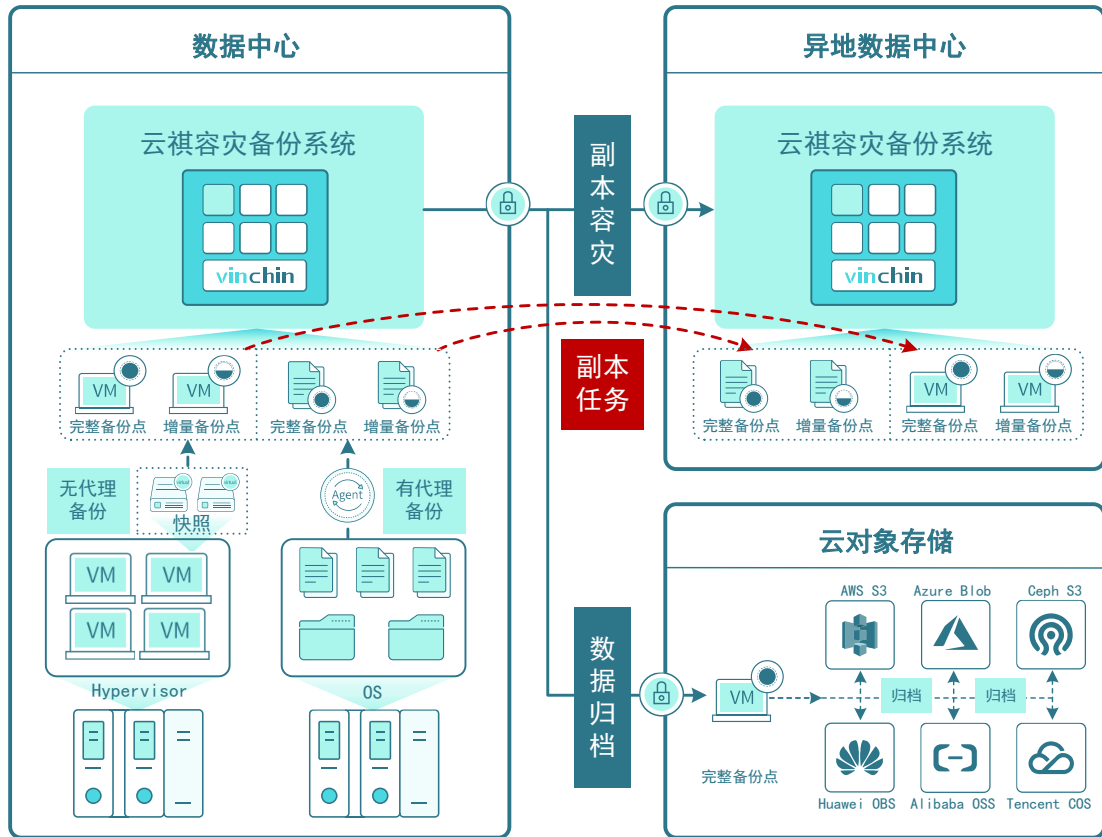 数据中心
云祺容灾备份系统
vinchin
VM
VM
完整备份点
增量备份点
完整备份点
增量备份点
无代理
备份
virtual
virtual
快照
Agent
有代理
备份
VM
VM
VM
VM
Hypervisor
OS
副本容灾
副本
任务
数据归档
异地数据中心
云祺容灾备份系统
vinchin
VM
VM
完整备份点
增量备份点
完整备份点
增量备份点
云对象存储
AWS S3
Azure Blob
Ceph S3
VM
归档
归档
完整备份点
Huawei OBS
Alibaba OSS
Tencent COS